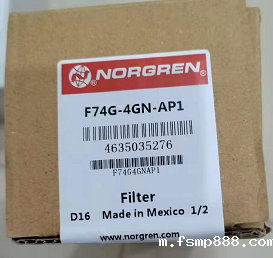 NORGREN
F74G-4GN-AP1
4635035276
F74G4GNAP1
Filter
D16 Made in Mexico 1/2
www.norgren.com
m.fsmp888.com